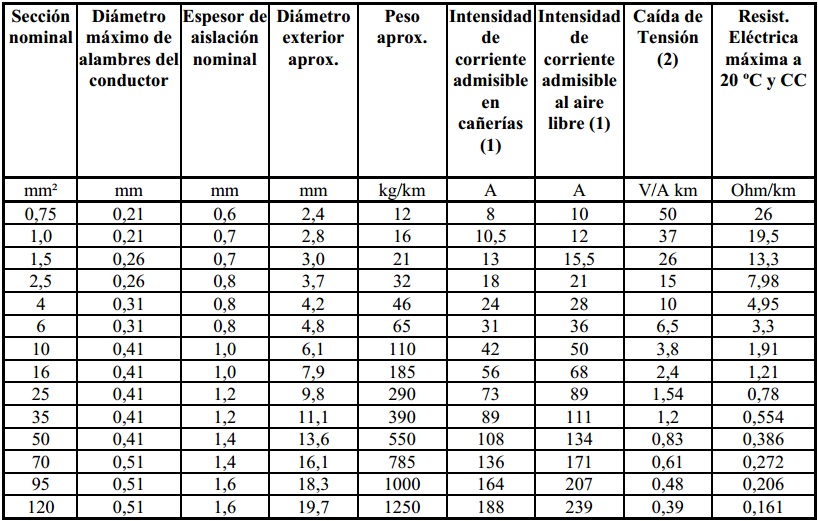 Sección nominal | Diámetro máximo de alambres del conductor | Espesor de aislación nominal | Diámetro exterior aprox. | Peso aprox. | Intensidad de corriente admisible en cañerías (1) | Intensidad de corriente admisible al aire libre (1) | Caída de Tensión (2) | Resist. Eléctrica máxima a 20 ºC y CC
mm² | mm | mm | mm | kg/km | A | A | V/A km | Ohm/km
0,75 | 0,21 | 0,6 | 2,4 | 12 | 8 | 10 | 50 | 26
1,0 | 0,21 | 0,7 | 2,8 | 16 | 10,5 | 12 | 37 | 19,5
1,5 | 0,26 | 0,7 | 3,0 | 21 | 13 | 15,5 | 26 | 13,3
2,5 | 0,26 | 0,8 | 3,7 | 32 | 18 | 21 | 15 | 7,98
4 | 0,31 | 0,8 | 4,2 | 46 | 24 | 28 | 10 | 4,95
6 | 0,31 | 0,8 | 4,8 | 65 | 31 | 36 | 6,5 | 3,3
10 | 0,41 | 1,0 | 6,1 | 110 | 42 | 50 | 3,8 | 1,91
16 | 0,41 | 1,0 | 7,9 | 185 | 56 | 68 | 2,4 | 1,21
25 | 0,41 | 1,2 | 9,8 | 290 | 73 | 89 | 1,54 | 0,78
35 | 0,41 | 1,2 | 11,1 | 390 | 89 | 111 | 1,2 | 0,554
50 | 0,41 | 1,4 | 13,6 | 550 | 108 | 134 | 0,83 | 0,386
70 | 0,51 | 1,4 | 16,1 | 785 | 136 | 171 | 0,61 | 0,272
95 | 0,51 | 1,6 | 18,3 | 1000 | 164 | 207 | 0,48 | 0,206
120 | 0,51 | 1,6 | 19,7 | 1250 | 188 | 239 | 0,39 | 0,161